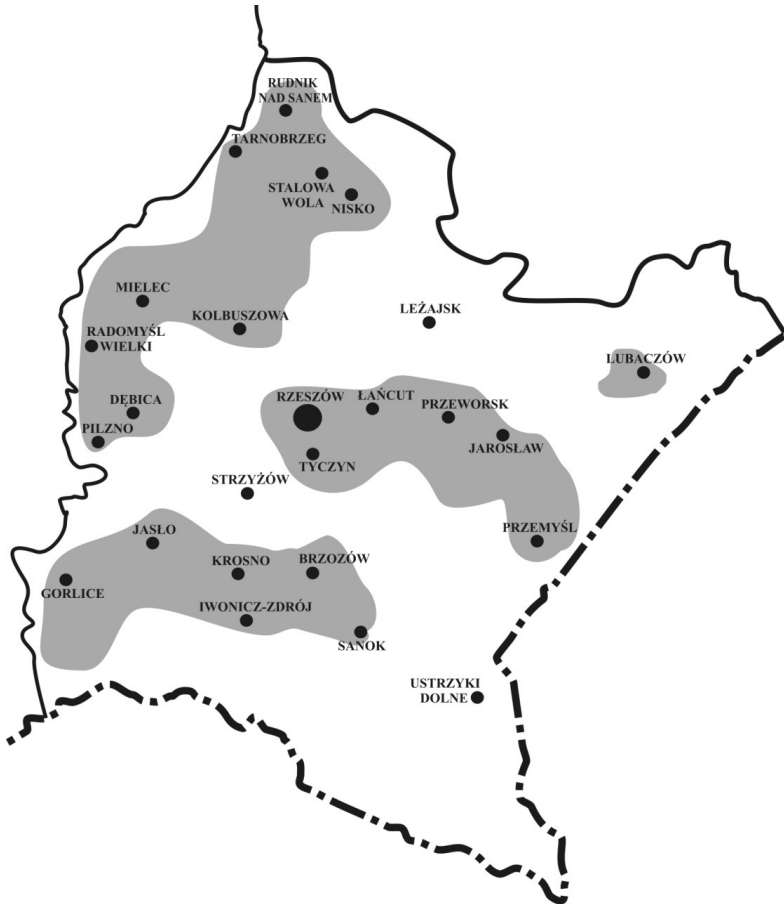 RUDNIK
NAD SANEM
TARNOBRZEG
STALOWA
WOLA
NISKO
MIELEC
KOLBUSZOWA
LEŻAJSK
RADOMYŚL
WIELKI
LUBACZÓW
DĘBICA
RZESZÓW
ŁAŃCUT
PRZEWORSK
PILZNO
JAROSŁAW
TYCZYN
STRZYŻÓW
JASŁO
PRZEMYŚL
KROSNO
BRZOZÓW
GORLICE
IWONICZ-ZDRÓJ
SANOK
USTRZYKI
DOLNE